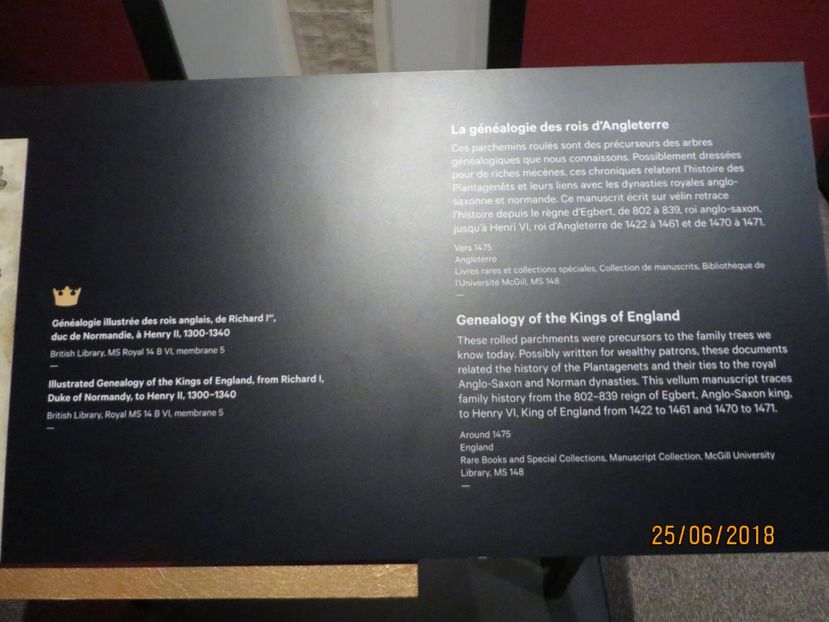 Généalogie illustrée des rois anglais, de Richard Iᵉʳ,
duc de Normandie, à Henry II, 1300-1340
British Library, MS Royal 14 B VI, membrane 5
—
Illustrated Genealogy of the Kings of England, from Richard I,
Duke of Normandy, to Henry II, 1300–1340
British Library, Royal MS 14 B VI, membrane 5
—
La généalogie des rois d'Angleterre
Ces parchemins roulés sont des précurseurs des arbres
généalogiques que nous connaissons. Possiblement dressées
pour de riches mécènes, ces chroniques relatent l'histoire des
Plantagenêts et leurs liens avec les dynasties royales anglo-
saxonne et normande. Ce manuscrit écrit sur vélin retrace
l'histoire depuis le règne d'Egbert, de 802 à 839, roi anglo-saxon,
jusqu'à Henri VI, roi d'Angleterre de 1422 à 1461 et de 1470 à 1471.
Vers 1475
Angleterre
Livres rares et collections spéciales, Collection de manuscrits, Bibliothèque de
l'Université McGill, MS 148
—
Genealogy of the Kings of England
These rolled parchments were precursors to the family trees we
know today. Possibly written for wealthy patrons, these documents
related the history of the Plantagenets and their ties to the royal
Anglo-Saxon and Norman dynasties. This vellum manuscript traces
family history from the 802–839 reign of Egbert, Anglo-Saxon king,
to Henry VI, King of England from 1422 to 1461 and 1470 to 1471.
Around 1475
England
Rare Books and Special Collections, Manuscript Collection, McGill University
Library, MS 148
—
25/06/2018